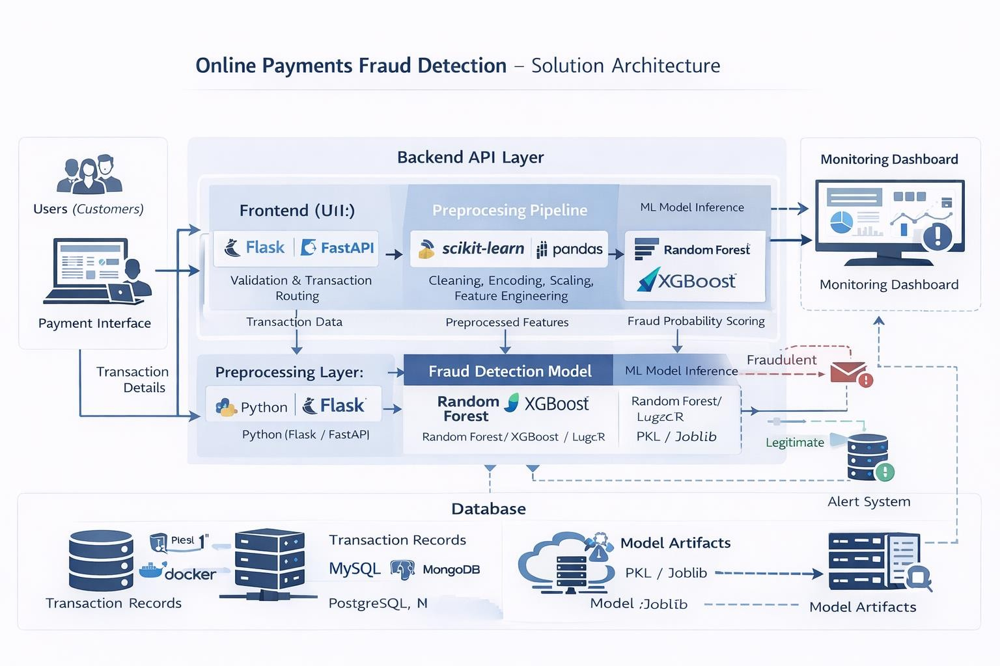 Online Payments Fraud Detection – Solution Architecture
Users (Customers)
Payment Interface
Transaction
Details
Backend API Layer
Frontend
Flask | FastAPI
Validation & Transaction
Routing
Transaction Data
Preprocesing Pipeline
scikit-learn | pandas
Cleaning, Encoding, Scaling,
Feature Engineering
Preprocessed Features
ML Model Inference
Random Forest
XGBoost
Fraud Probability Scoring
Preprocessing Layer:
Python | Flask
Python (Flask / FastAPI
Fraud Detection Model
Random
Forest
XGBoost
Random Forest / XGBoost /
ML Model Inference
Random Forest/
PKL / Joblib
Monitoring Dashboard
Monitoring Dashboard
Fraudulent
Legitimate
Alert System
Database
docker
Transaction Records
Transaction Records
MySQL
MongoDB
PostgreSQL, N
Model Artifacts
PKL / Joblib
Model :Joblib
Model Artifacts